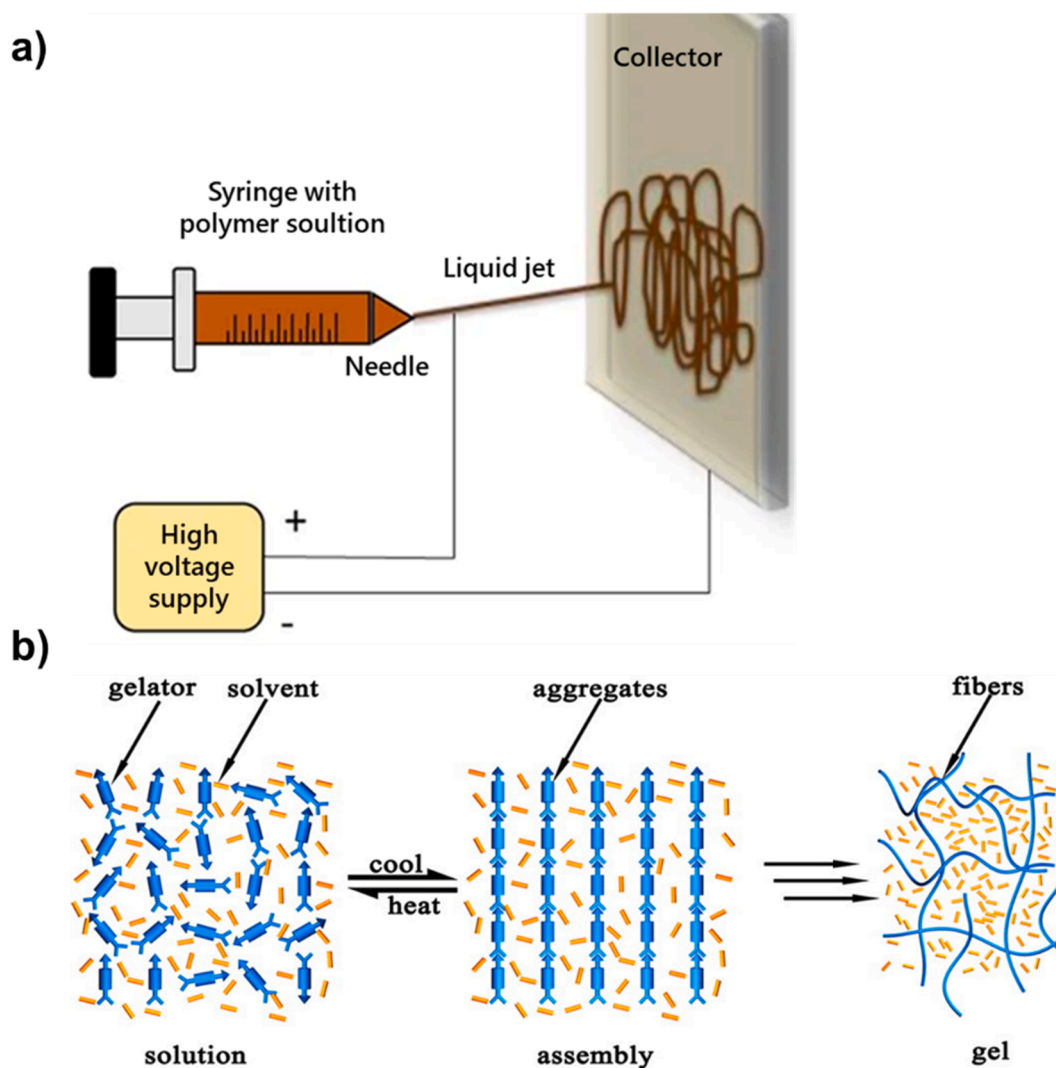 a)
Collector
Syringe with
polymer soultion
Liquid jet
Needle
High
voltage
supply
+
-
b)
gelator
solvent
aggregates
fibers
cool
heat
solution
assembly
gel